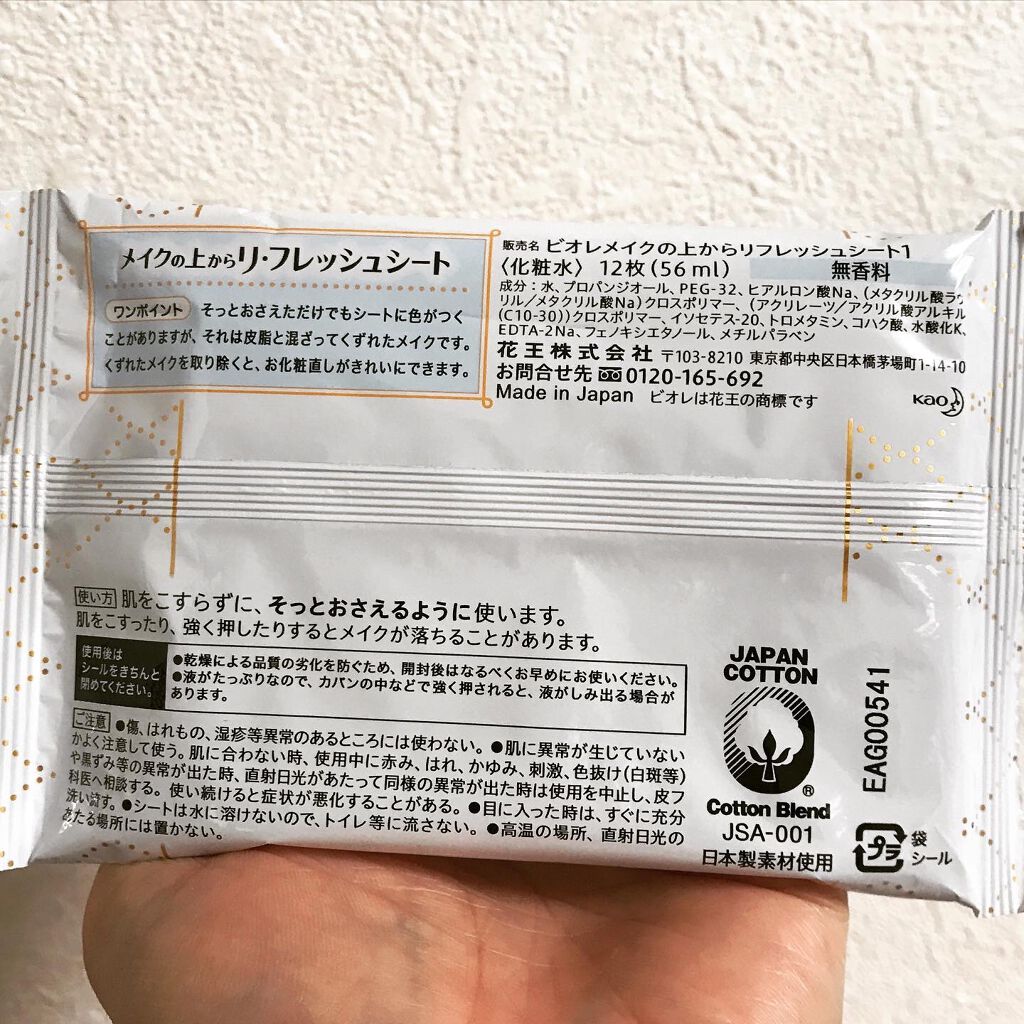 メイクの上からリ・フレッシュシート
ワンポイント そっとおさえただけでもシートに色がつく
ことがありますが、それは皮脂と混ざってくずれたメイクです。
くずれたメイクを取り除くと、お化粧直しがきれいにできます。
販売名 ビオレメイクの上からリフレッシュシート1
〈化粧水〉 12枚(56ml) 無香料
成分:水、プロパンジオール、PEG-32、ヒアルロン酸Na、(メタクリル酸ラウ
リル/メタクリル酸Na)クロスポリマー、(アクリレーツ/アクリル酸アルキル
(C10-30))クロスポリマー、イソセテス-20、トロメタミン、コハク酸、水酸化K、
EDTA-2Na、フェノキシエタノール、メチルパラベン
花王株式会社 〒103-8210 東京都中央区日本橋茅場町1-14-10
お問合せ先 0120-165-692
Made in Japan ビオレは花王の商標です
Kao
使い方 肌をこすらずに、そっとおさえるように使います。
肌をこすったり、強く押したりするとメイクが落ちることがあります。
使用後は
シールをきちんと
閉めてください。
●乾燥による品質の劣化を防ぐため、開封後はなるべくお早めにお使いください。
●液がたっぷりなので、カバンの中などで強く押されると、液がしみ出る場合が
あります。
ご注意 ●傷、はれもの、湿疹等異常のあるところには使わない。●肌に異常が生じていない
かよく注意して使う。肌に合わない時、使用中に赤み、はれ、かゆみ、刺激、色抜け(白斑等)
や黒ずみ等の異常が出た時、直射日光があたって同様の異常が出た時は使用を中止し、皮フ
科医へ相談する。使い続けると症状が悪化することがある。●目に入った時は、すぐに充分
洗い流す。●シートは水に溶けないので、トイレ等に流さない。●高温の場所、直射日光の
あたる場所には置かない。
JAPAN
COTTON
®
Cotton Blend
JSA-001
日本製素材使用
EAG00541
プラ
袋
シール